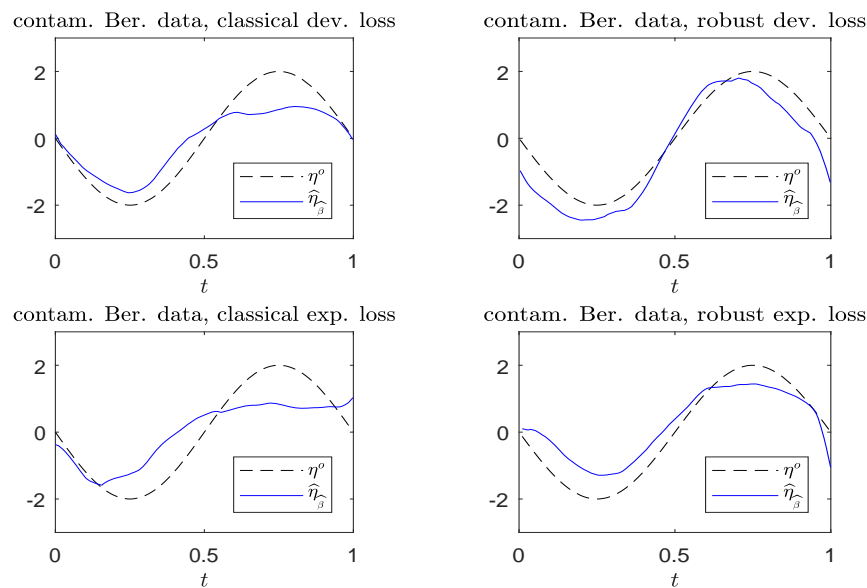 contam. Ber. data, classical dev. loss
contam. Ber. data, robust dev. loss
2
0
-2
η° 
η̂_β̂
0 0.5 1
t
2
0
-2
η°
η̂_β̂
0 0.5 1
t
contam. Ber. data, classical exp. loss
contam. Ber. data, robust exp. loss
2
0
-2
η°
η̂_β̂
0 0.5 1
t
2
0
-2
η°
η̂_β̂
0 0.5 1
t